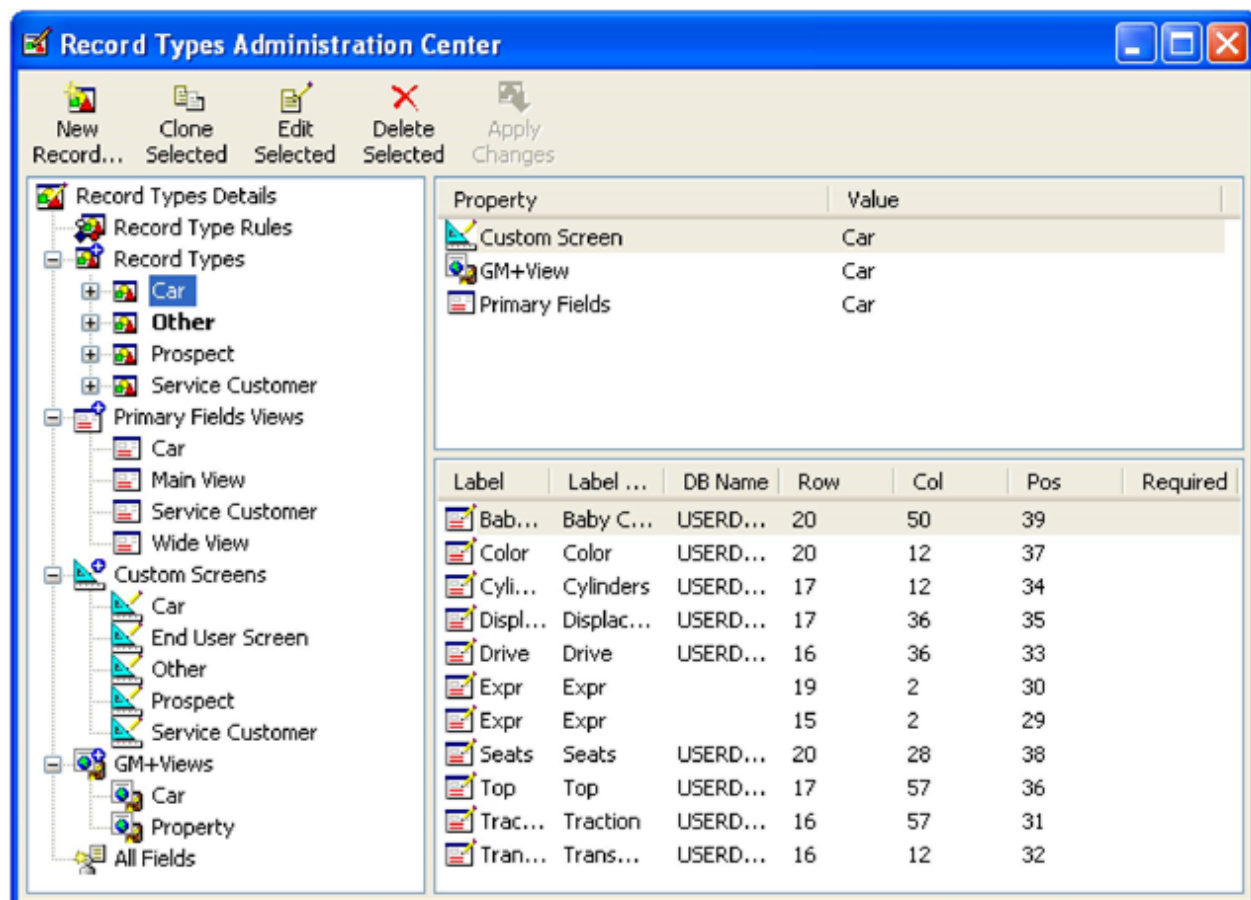 Record Types Administration Center
New Record... Clone Selected Edit Selected Delete Selected Apply Changes
Record Types Details
Record Type Rules
Record Types
Car
Other
Prospect
Service Customer
Primary Fields Views
Car
Main View
Service Customer
Wide View
Custom Screens
Car
End User Screen
Other
Prospect
Service Customer
GM+Views
Car
Property
All Fields
Property Value
Custom Screen Car
GM+View Car
Primary Fields Car
Label Label ... DB Name Row Col Pos Required
Bab... Baby C... USERD... 20 50 39
Color Color USERD... 20 12 37
Cyli... Cylinders USERD... 17 12 34
Displ... Displac... USERD... 17 36 35
Drive Drive USERD... 16 36 33
Expr Expr 19 2 30
Expr Expr 15 2 29
Seats Seats USERD... 20 28 38
Top Top USERD... 17 57 36
Trac... Traction USERD... 16 57 31
Tran... Trans... USERD... 16 12 32